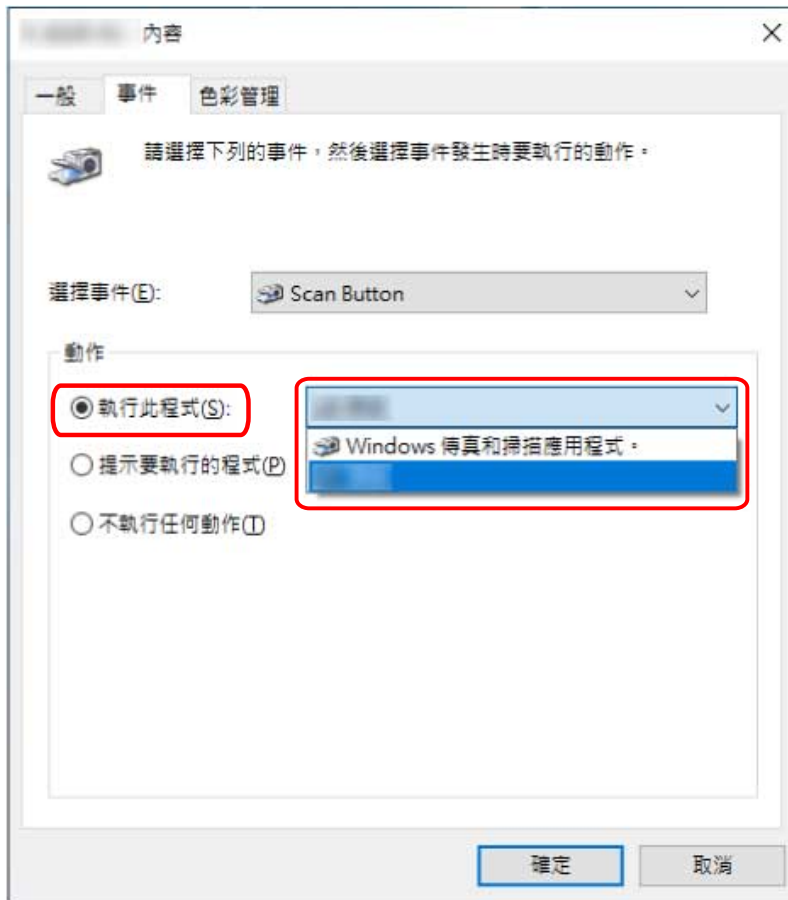 內容
一般 事件 色彩管理
請選擇下列的事件，然後選擇事件發生時要執行的動作。
選擇事件(E): Scan Button
動作
執行此程式(S):
Windows 傳真和掃描應用程式。
提示要執行的程式(P)
不執行任何動作(T)
確定 取消